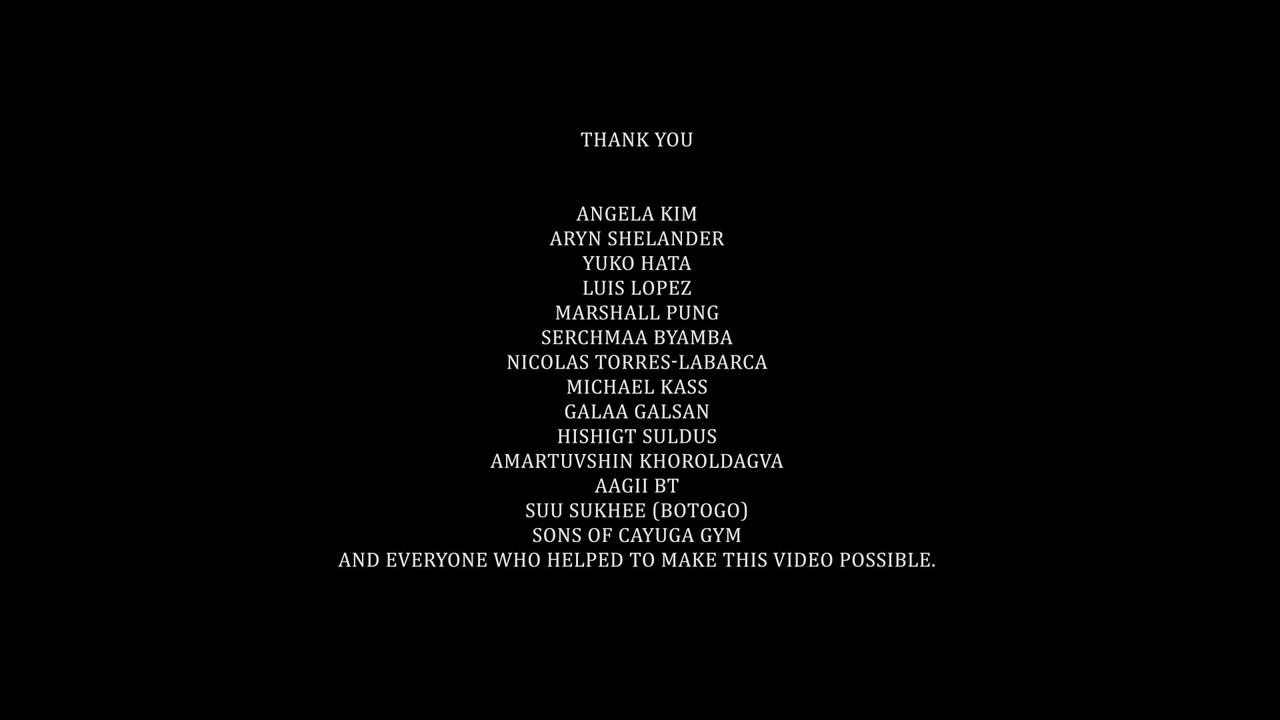 THANK YOU
ANGELA KIM
ARYN SHELANDER
YUKO HATA
LUIS LOPEZ
MARSHALL PUNG
SERCHMAA BYAMBA
NICOLAS TORRES-LABARCA
MICHAEL KASS
GALAA GALSAN
HISHIGT SULDUS
AMARTUVSHIN KHOROLDAGVA
AAGII BT
SUU SUKHEE (BOTOGO)
SONS OF CAYUGA GYM
AND EVERYONE WHO HELPED TO MAKE THIS VIDEO POSSIBLE.